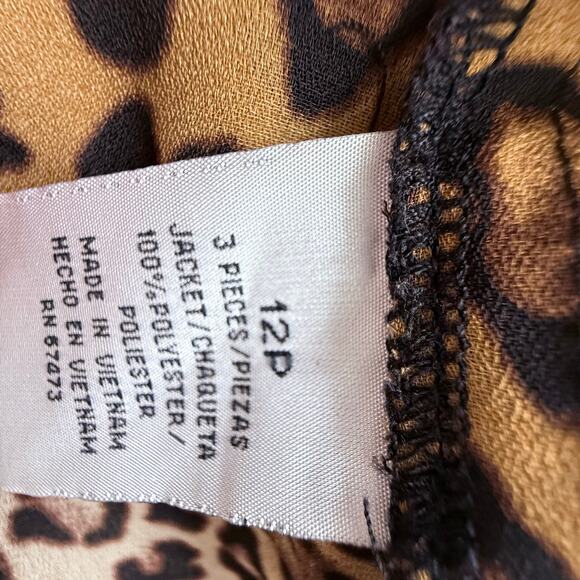 12P
3 PIECES/PIEZAS
JACKET/CHAQUETA
100%POLYESTER/
POLIESTER
MADE IN VIETNAM
HECHO EN VIETNAM
RN 67473